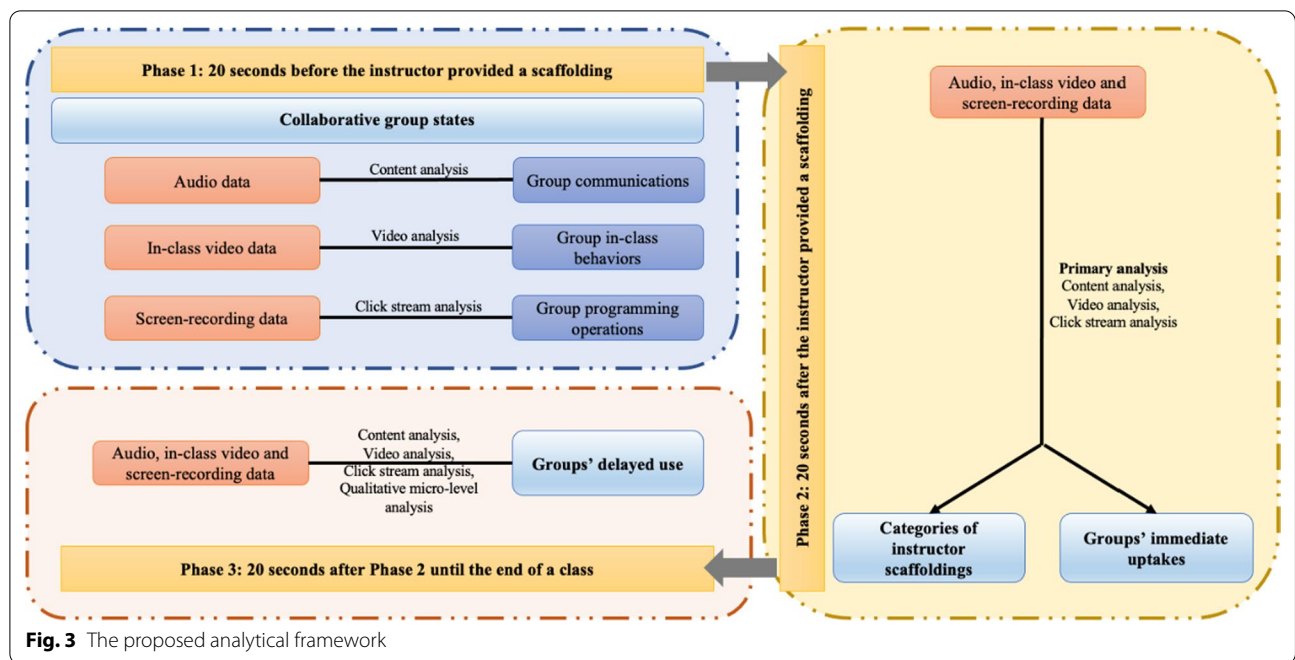 Phase 1: 20 seconds before the instructor provided a scaffolding
Collaborative group states
Audio data
Content analysis
Group communications
In-class video data
Video analysis
Group in-class
behaviors
Screen-recording data
Click stream analysis
Group programming
operations
Phase 2: 20 seconds after the instructor provided a scaffolding
Audio, in-class video and
screen-recording data
Primary analysis
Content analysis,
Video analysis,
Click stream analysis
Categories of
instructor
scaffoldings
Groups’ immediate
uptakes
Audio, in-class video and
screen-recording data
Content analysis,
Video analysis,
Click stream analysis,
Qualitative micro-level
analysis
Groups’ delayed use
Phase 3: 20 seconds after Phase 2 until the end of a class
Fig. 3 The proposed analytical framework